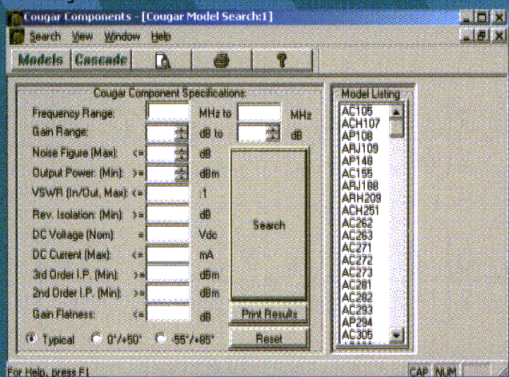 Cougar Components - [Cougar Model Search:1]
Search View Window Help
Models Cascade ?
Cougar Component Specifications:
Frequency Range: MHz to MHz
Gain Range: dB to dB
Noise Figure (Max): <= dB
Output Power: (Min): >= dBm
VSWR (In/Out, Max): <= :1
Rev. Isolation: (Min): >= dB
DC Voltage (Nom): = Vdc
DC Current (Max): <= mA
3rd Order I.P. (Min): >= dBm
2nd Order I.P. (Min): >= dBm
Gain Flatness: <= dB
Typical 0°/+50° -55°/+85°
Search
Print Results
Reset
Model Listing
AC105
ACH107
AP108
ARJ109
AP148
AC155
ARJ188
ARH209
ACH251
AC262
AC263
AC271
AC272
AC273
AC281
AC282
AC293
AP294
AC305
For Help, press F1
CAP NUM